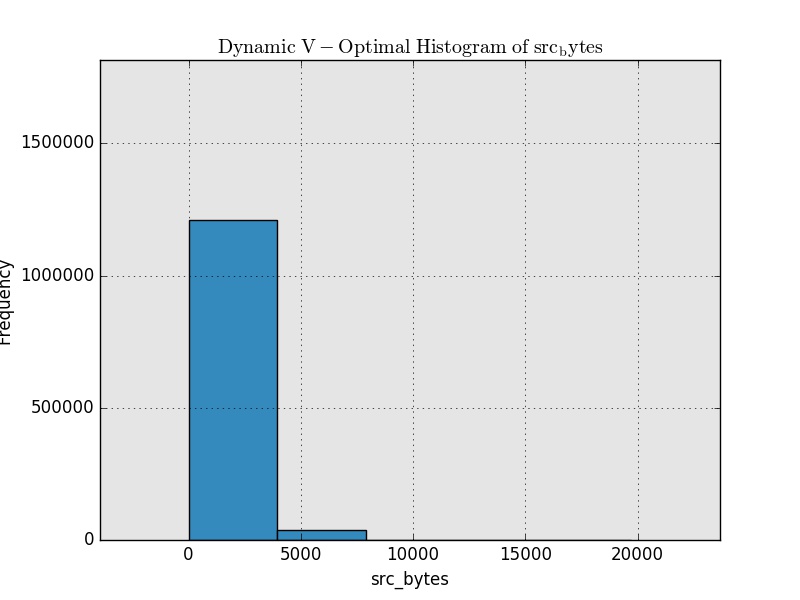 Dynamic V − Optimal Histogram of src_bytes
1500000
1000000
500000
0
Frequency
0 5000 10000 15000 20000
src_bytes